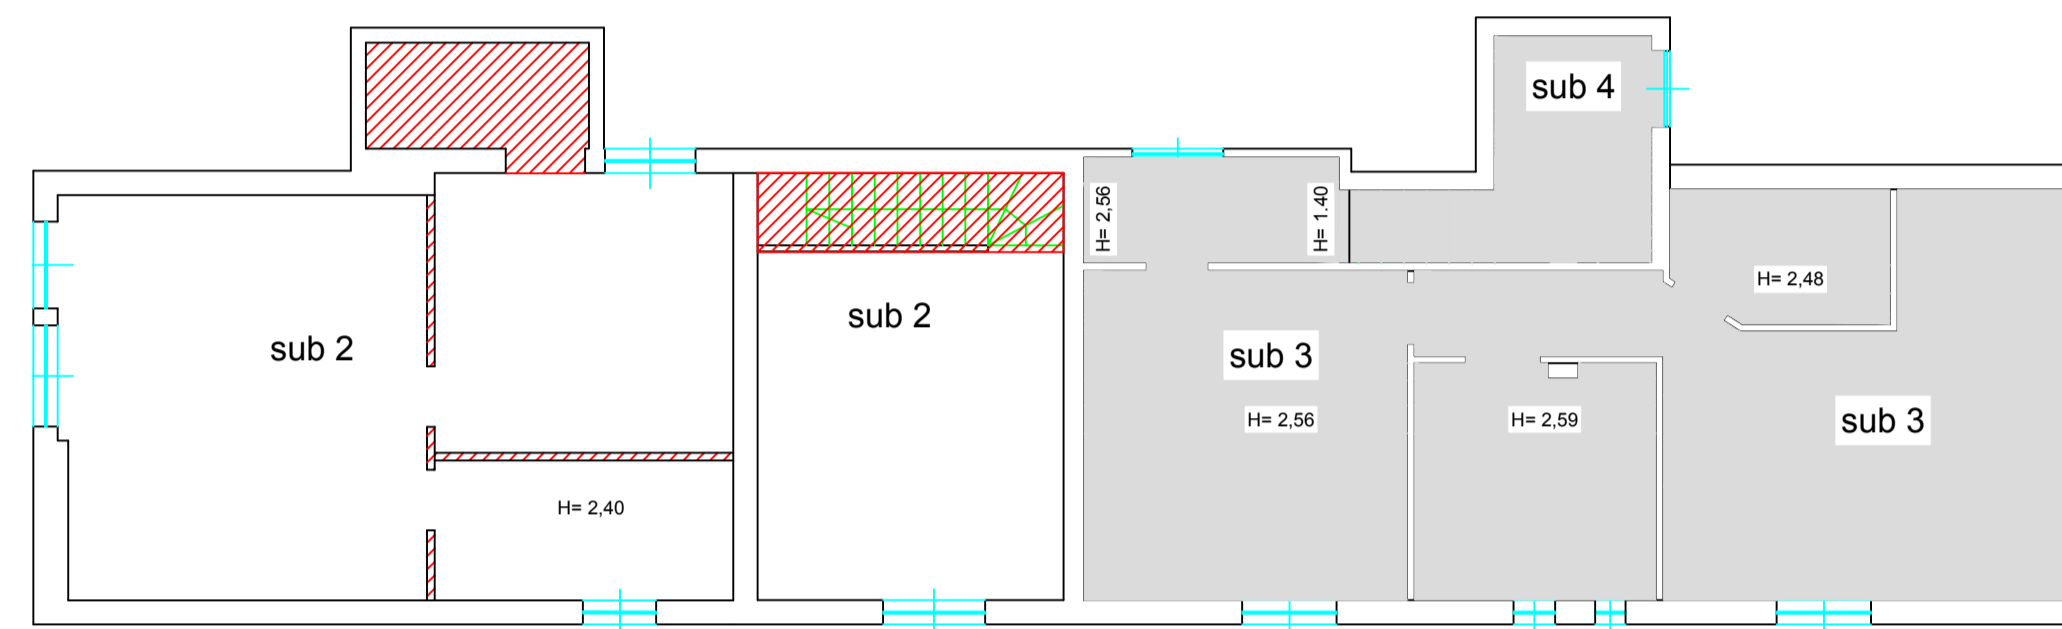 sub 4
H= 2,56
H= 1.40
H= 2,48
sub 2
sub 2
sub 3
sub 3
H= 2,56
H= 2,59
H= 2,40